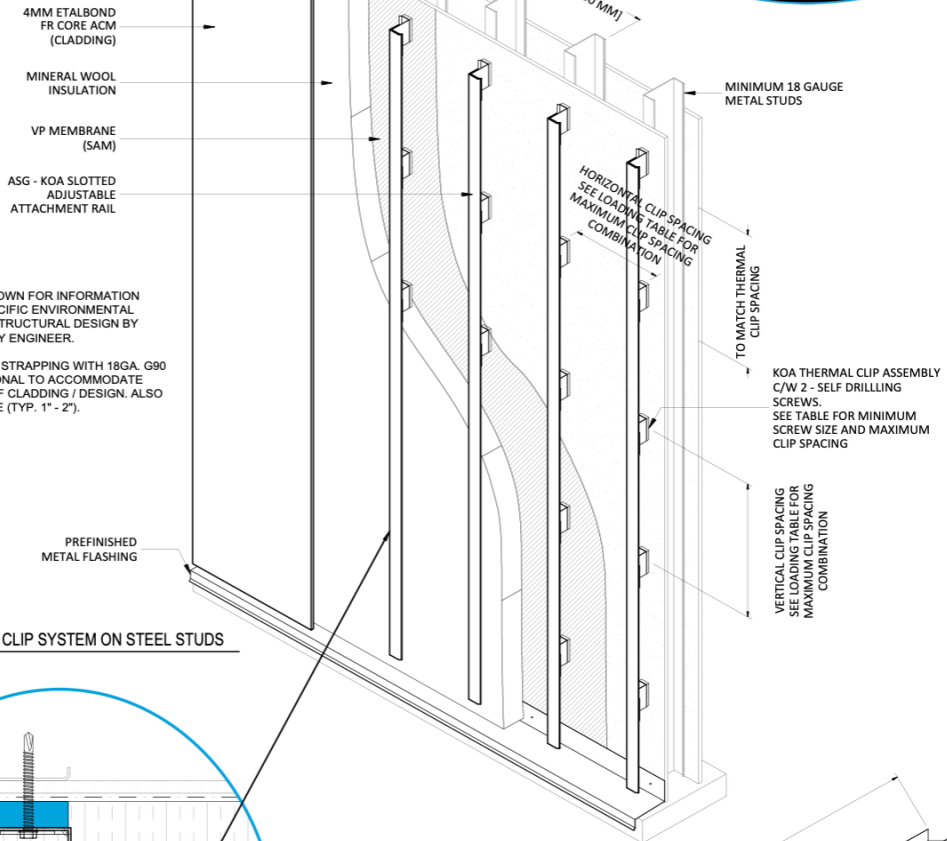 4MM ETALBOND
FR CORE ACM
(CLADDING)
MINERAL WOOL
INSULATION
VP MEMBRANE
(SAM)
ASG - KOA SLOTTED
ADJUSTABLE
ATTACHMENT RAIL
OWN FOR INFORMATION
CIFIC ENVIRONMENTAL
STRUCTURAL DESIGN BY
Y ENGINEER.
STRAPPING WITH 18GA. G90
ONAL TO ACCOMMODATE
F CLADDING / DESIGN. ALSO
E (TYP. 1" - 2").
PREFINISHED
METAL FLASHING
CLIP SYSTEM ON STEEL STUDS
MM]
MINIMUM 18 GAUGE
METAL STUDS
HORIZONTAL CLIP SPACING
SEE LOADING TABLE FOR
MAXIMUM CLIP SPACING
COMBINATION
TO MATCH THERMAL
CLIP SPACING
KOA THERMAL CLIP ASSEMBLY
C/W 2 - SELF DRILLLING
SCREWS.
SEE TABLE FOR MINIMUM
SCREW SIZE AND MAXIMUM
CLIP SPACING
VERTICAL CLIP SPACING
SEE LOADING TABLE FOR
MAXIMUM CLIP SPACING
COMBINATION